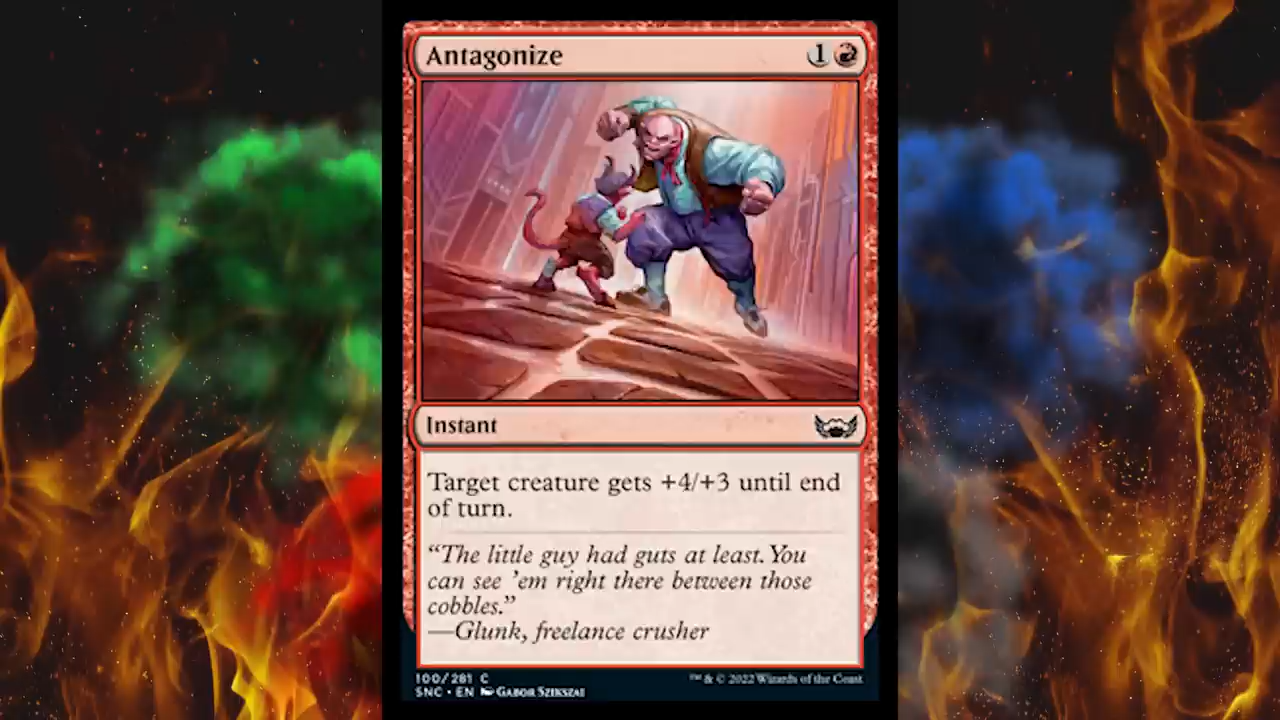 Antagonize 1
Instant
Target creature gets +4/+3 until end
of turn.
“The little guy had guts at least. You
can see ’em right there between those
cobbles.”
—Glunk, freelance crusher
100/281 C
SNC • EN Gabor Szikszai
™ & © 2022 Wizards of the Coast